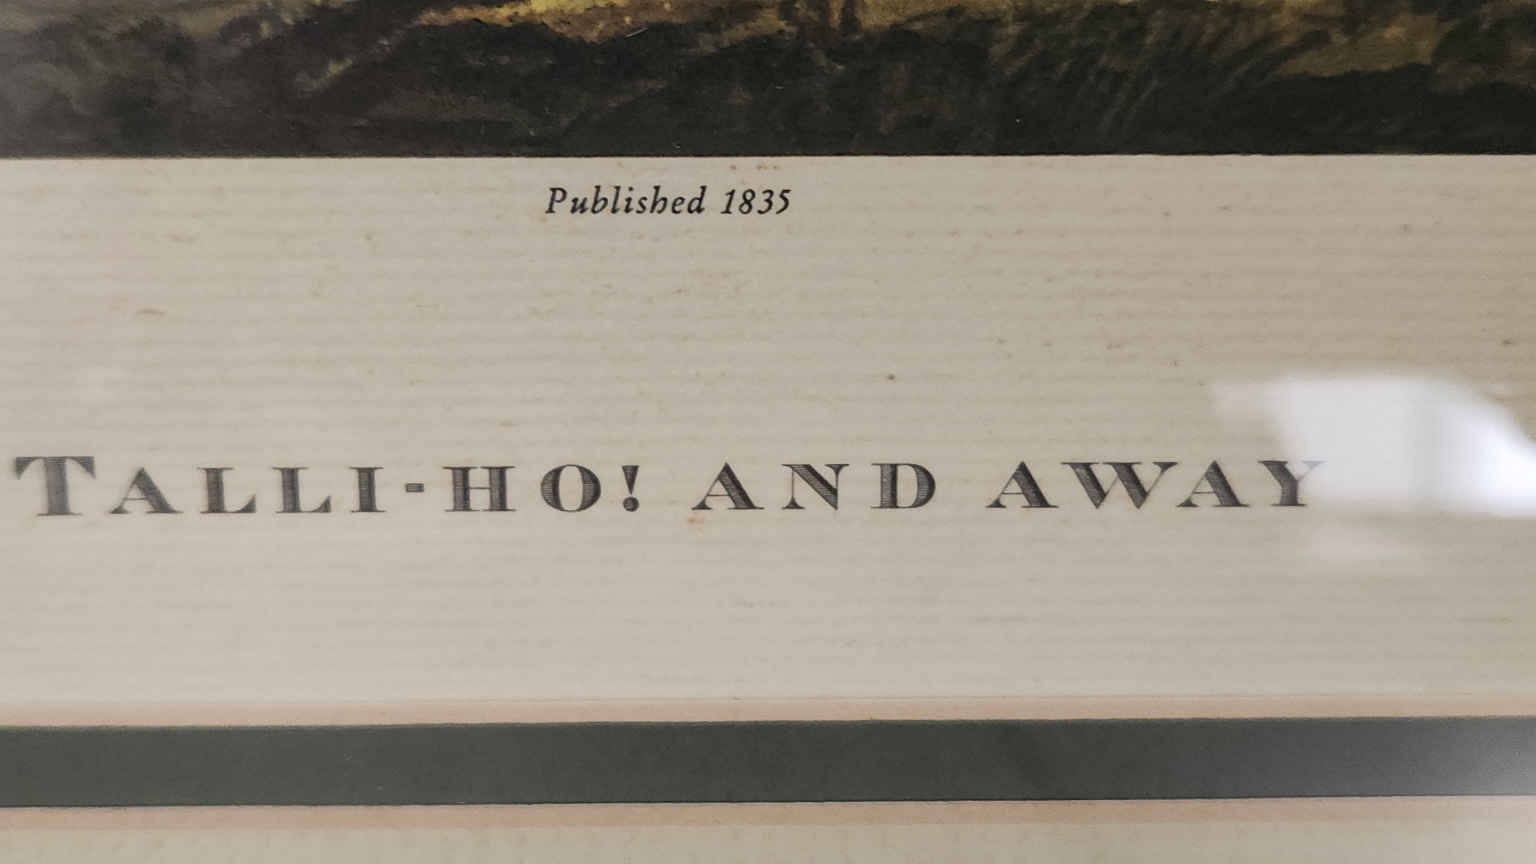 Published 1835
TALLI-HO! AND AWAY